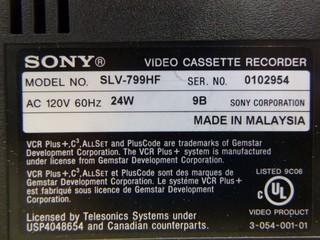 SONY® VIDEO CASSETTE RECORDER
MODEL NO. SLV-799HF SER. NO. 0102954
AC 120V 60Hz 24W 9B SONY CORPORATION
MADE IN MALAYSIA
VCR Plus+, C³, ALLSET and PlusCode are trademarks of Gemstar
Development Corporation. The VCR Plus+ system is manufactured
under license from Gemstar Development Corporation.
VCR Plus+, C³, ALLSET et PlusCode sont des marques de
Gemstar Development Corporation. Le système VCR Plus+
est fabriqué sous licence de Gemstar
Development Corporation.
Licensed by Telesonics Systems under
USP4048654 and Canadian counterparts.
LISTED 9C06
C UL ®
VIDEO PRODUCT
3-054-001-01